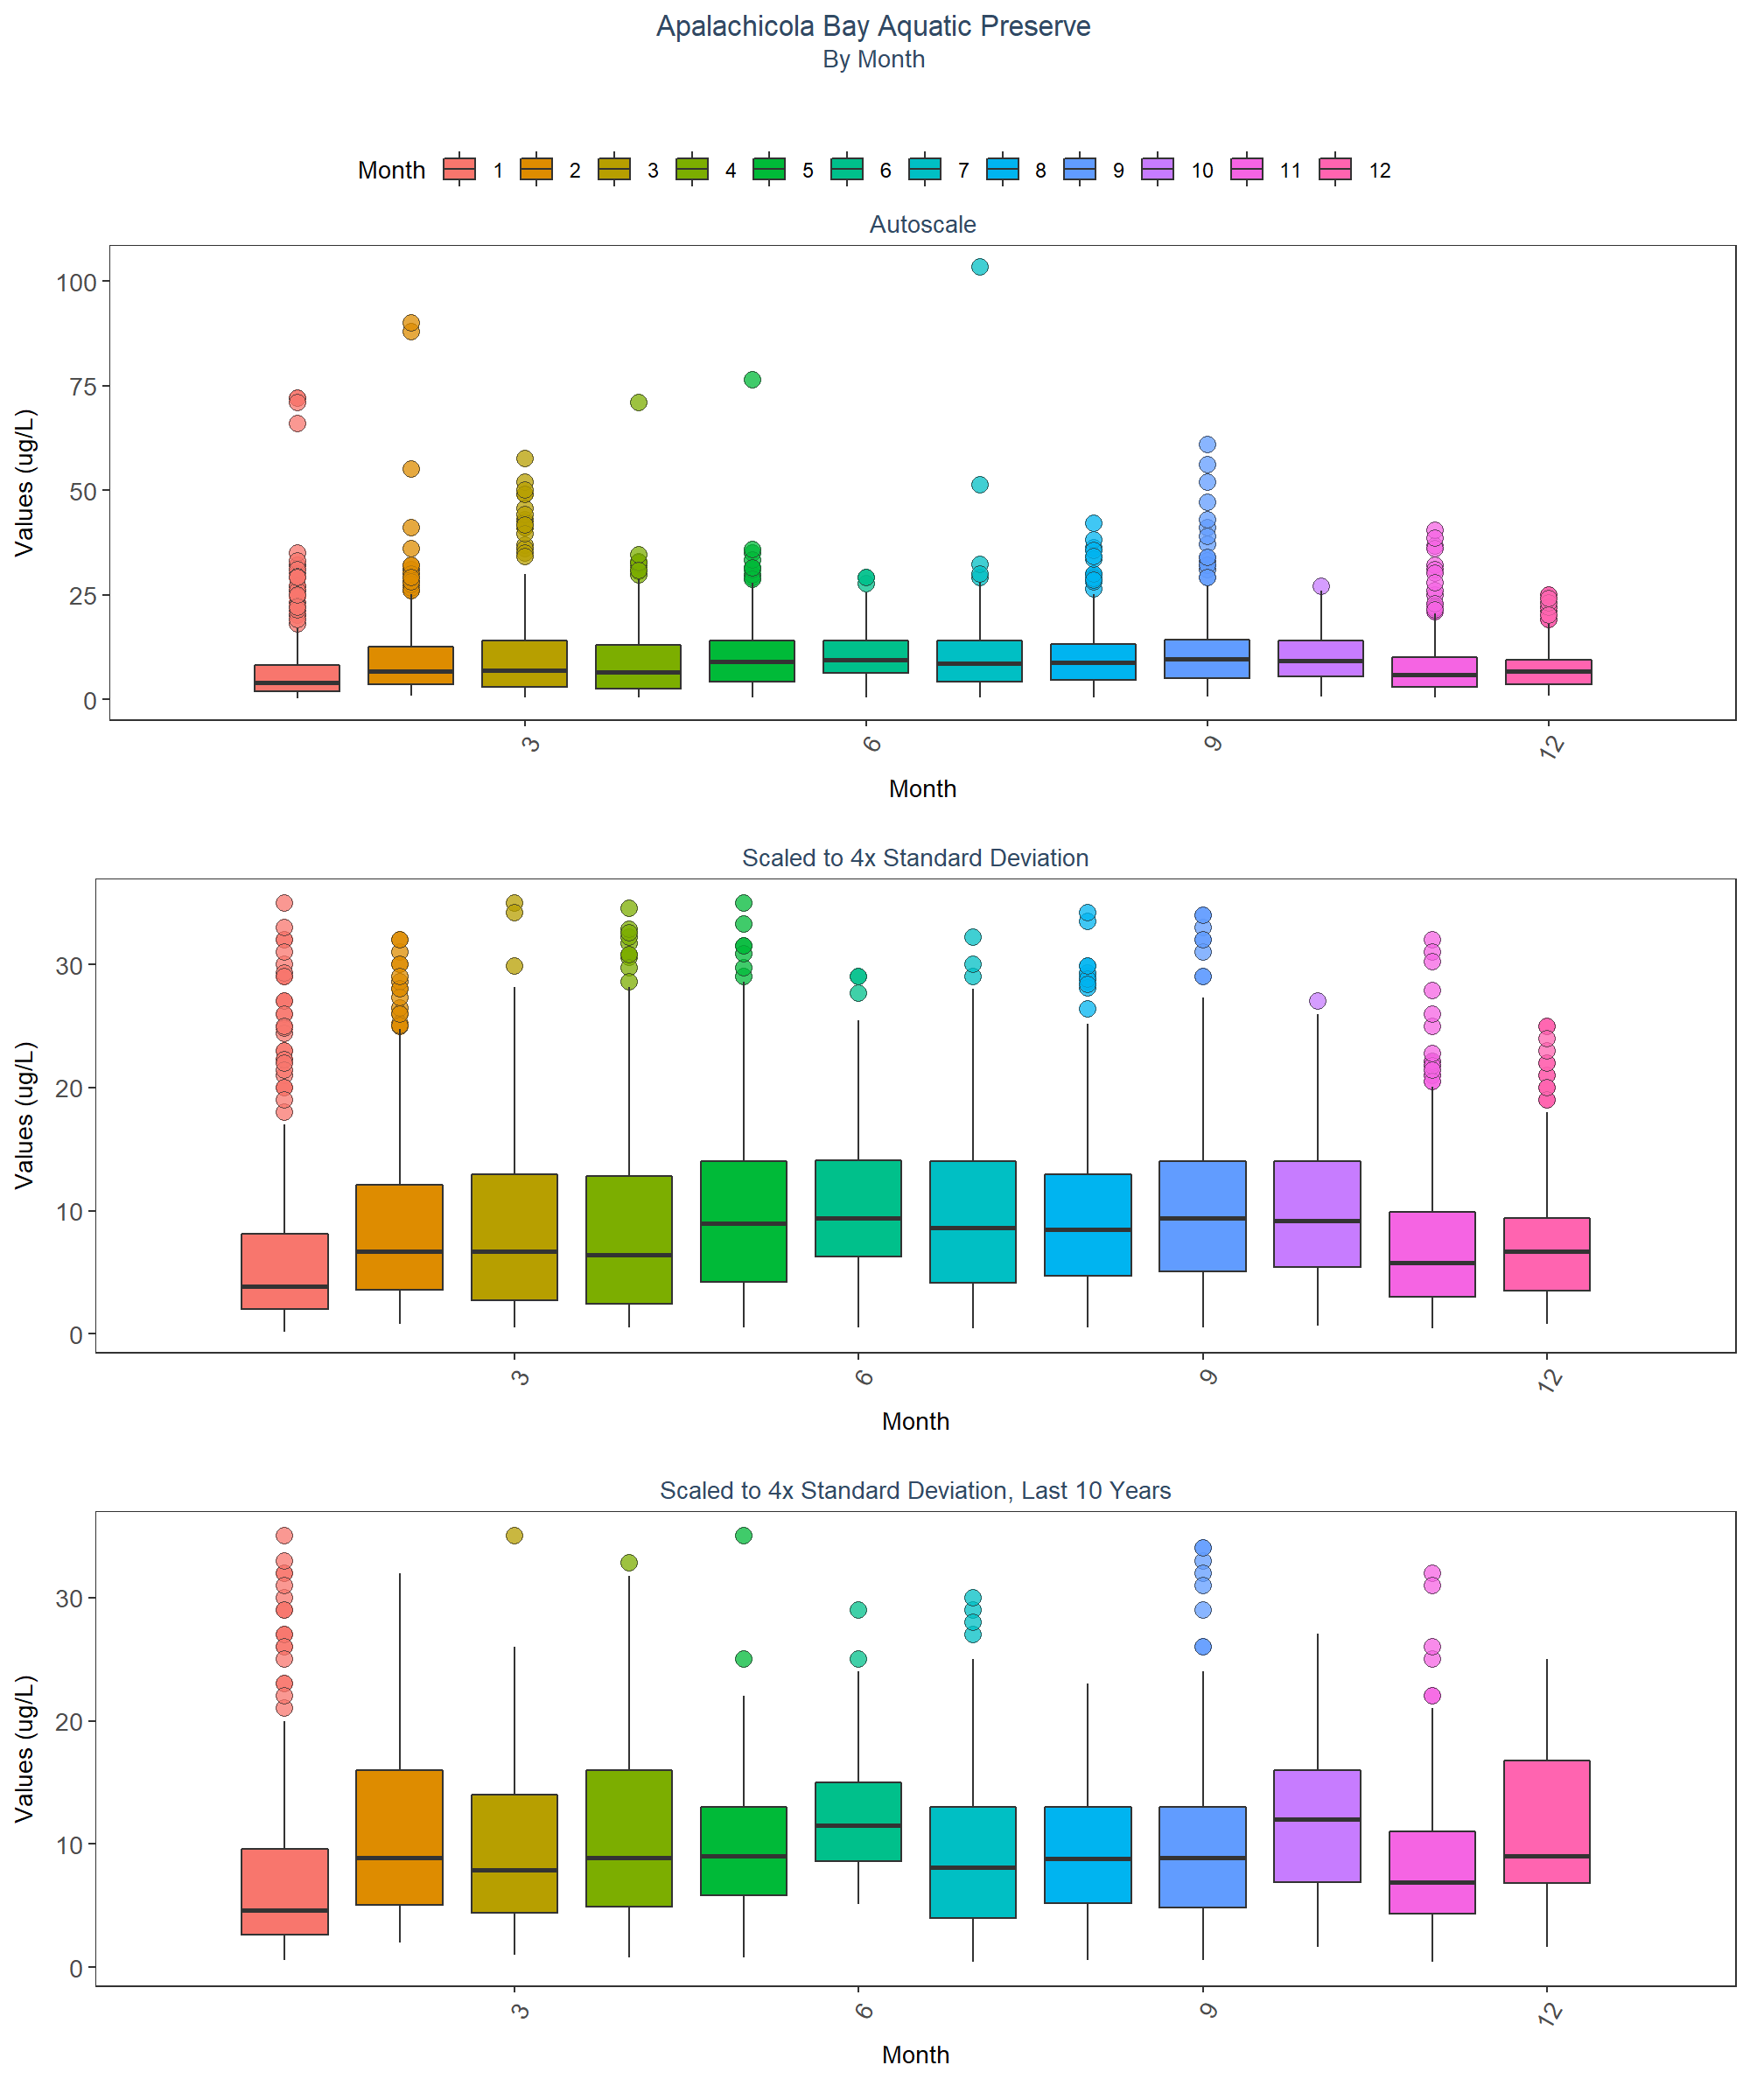 Apalachicola Bay Aquatic Preserve
By Month
Month 1 2 3 4 5 6 7 8 9 10 11 12
Autoscale
Values (ug/L)
100
75
50
25
0
3 6 9 12
Month
Scaled to 4x Standard Deviation
Values (ug/L)
30
20
10
0
3 6 9 12
Month
Scaled to 4x Standard Deviation, Last 10 Years
Values (ug/L)
30
20
10
0
3 6 9 12
Month